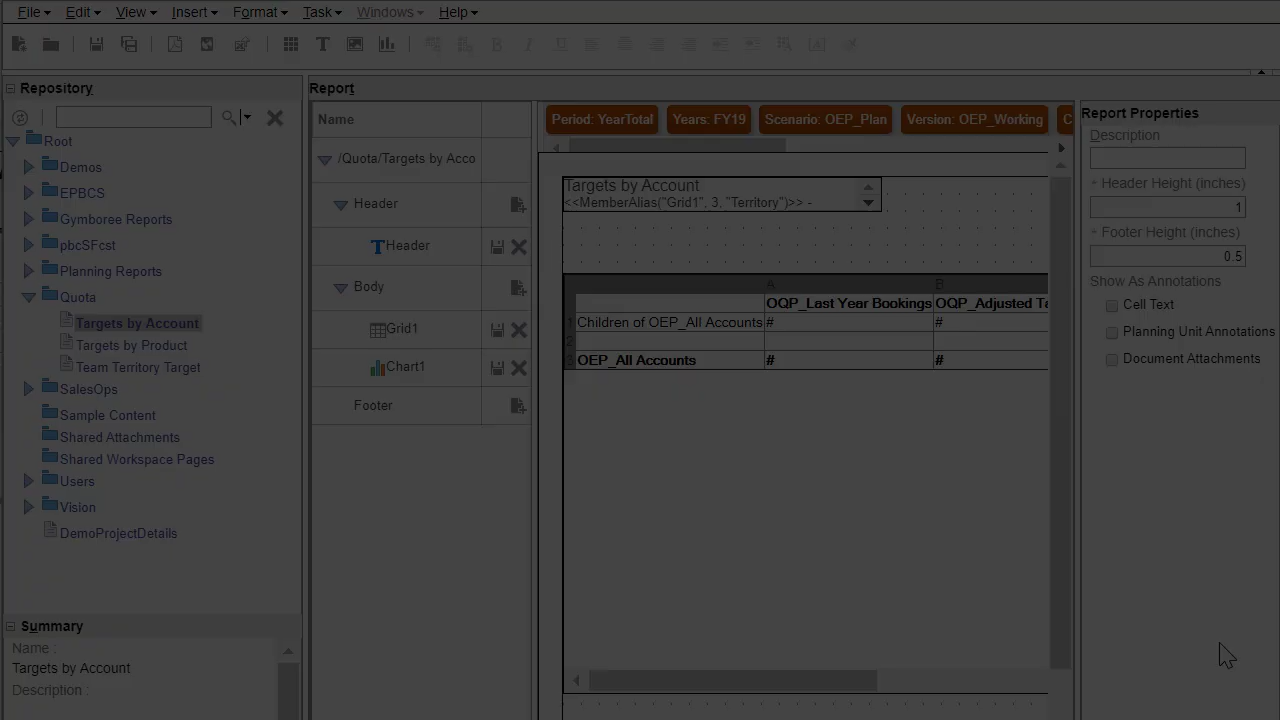 File Edit View Insert Format Task Windows Help
Repository
Root
Demos
EPBCS
Gymboree Reports
pbcSFcst
Planning Reports
Quota
Targets by Account
Targets by Product
Team Territory Target
SalesOps
Sample Content
Shared Attachments
Shared Workspace Pages
Users
Vision
DemoProjectDetails
Summary
Name :
Targets by Account
Description :
Report
Name
/Quota/Targets by Acco
Header
Header
Body
Grid1
Chart1
Footer
Period: YearTotal Years: FY19 Scenario: OEP_Plan Version: OEP_Working C
Targets by Account
<<MemberAlias("Grid1", 3, "Territory")>> -
A B
OQP_Last Year Bookings OQP_Adjusted Ta
1 Children of OEP_All Accounts # #
2
3 OEP_All Accounts # #
Report Properties
Description
* Header Height (inches)
1
* Footer Height (inches)
0.5
Show As Annotations
Cell Text
Planning Unit Annotations
Document Attachments